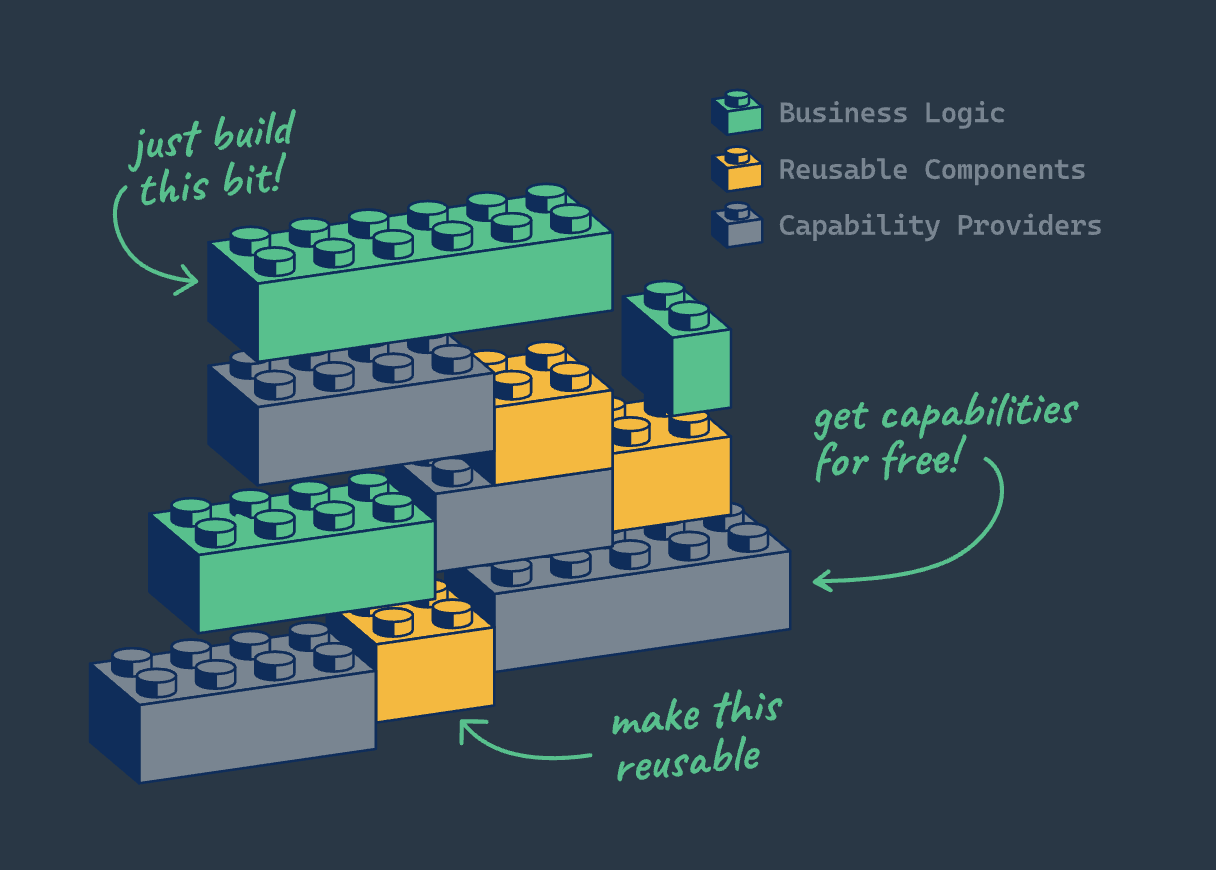 just build
this bit!
Business Logic
Reusable Components
Capability Providers
get capabilities
for free!
make this
reusable